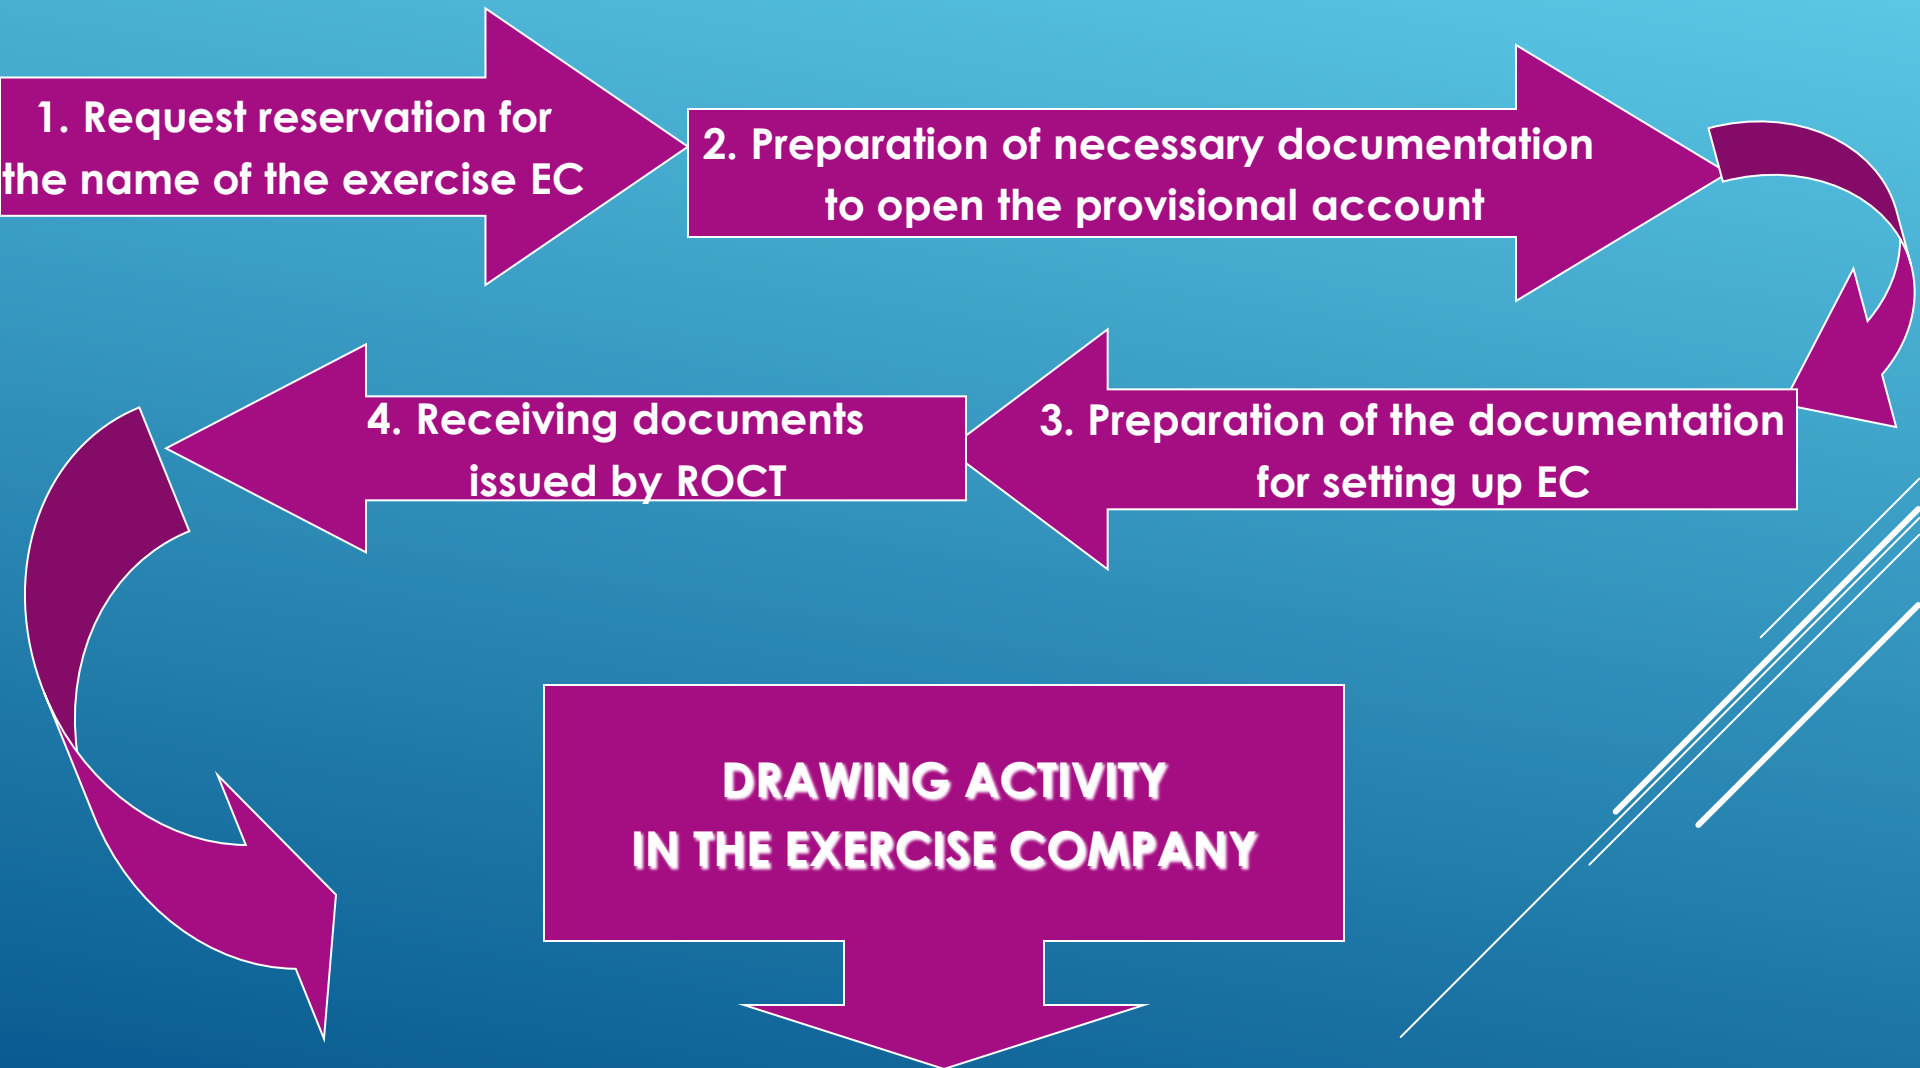 1. Request reservation for
the name of the exercise EC
2. Preparation of necessary documentation
to open the provisional account
3. Preparation of the documentation
for setting up EC
4. Receiving documents
issued by ROCT
DRAWING ACTIVITY
IN THE EXERCISE COMPANY